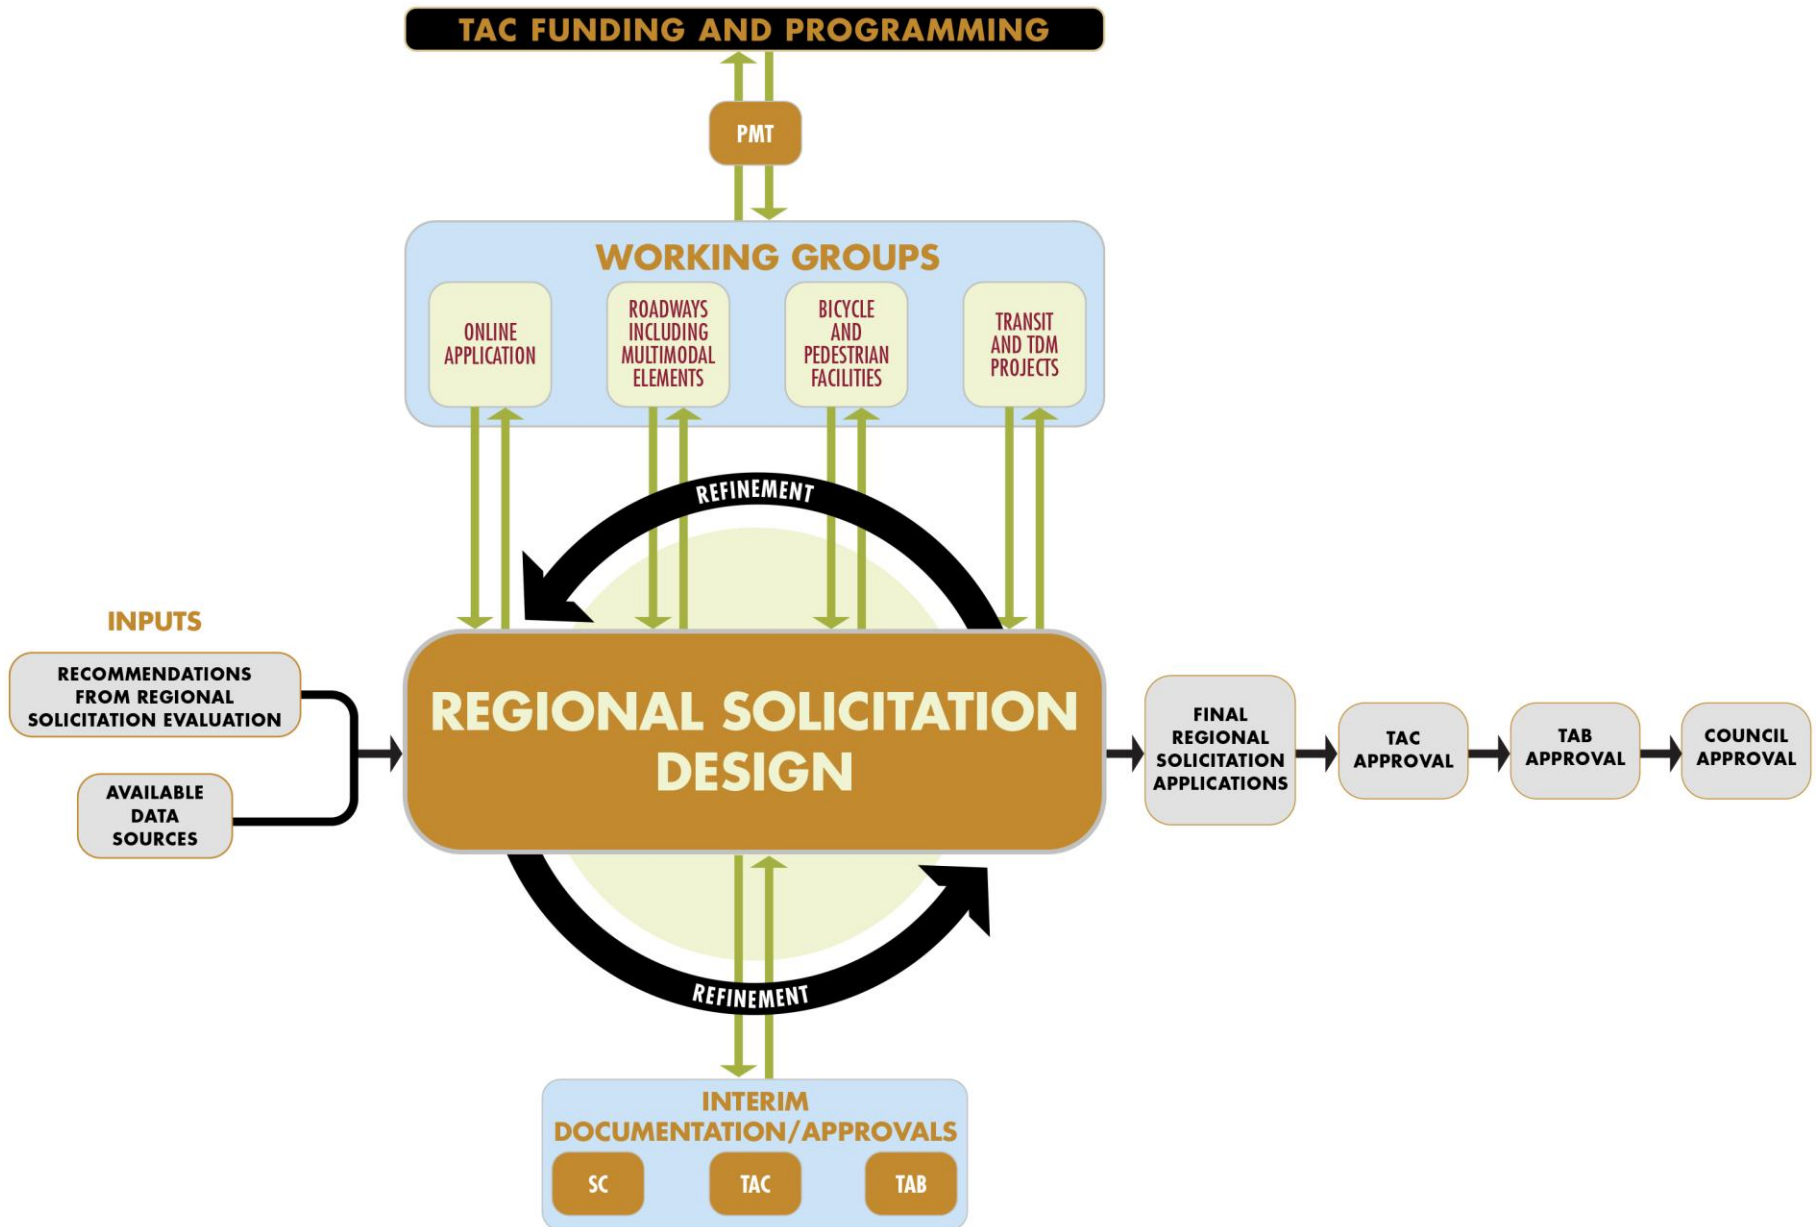 TAC FUNDING AND PROGRAMMING
PMT
WORKING GROUPS
ONLINE
APPLICATION
ROADWAYS
INCLUDING
MULTIMODAL
ELEMENTS
BICYCLE
AND
PEDESTRIAN
FACILITIES
TRANSIT
AND TDM
PROJECTS
REFINEMENT
INPUTS
RECOMMENDATIONS
FROM REGIONAL
SOLICITATION EVALUATION
AVAILABLE
DATA
SOURCES
REGIONAL SOLICITATION
DESIGN
FINAL
REGIONAL
SOLICITATION
APPLICATIONS
TAC
APPROVAL
TAB
APPROVAL
COUNCIL
APPROVAL
REFINEMENT
INTERIM
DOCUMENTATION/APPROVALS
SC
TAC
TAB